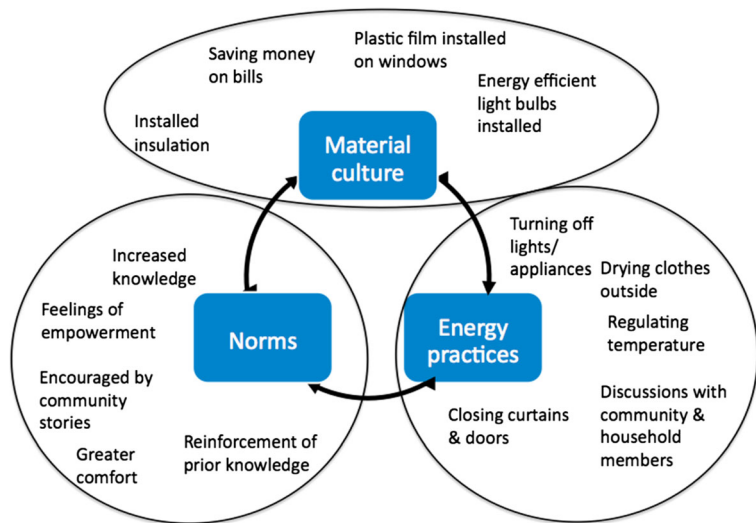 Saving money
on bills
Plastic film installed
on windows
Energy efficient
light bulbs
installed
Installed
insulation
Material
culture
Increased
knowledge
Feelings of
empowerment
Norms
Encouraged by
community
stories
Greater
comfort
Reinforcement of
prior knowledge
Turning off
lights/
appliances
Drying clothes
outside
Energy
practices
Regulating
temperature
Closing curtains
& doors
Discussions with
community &
household
members